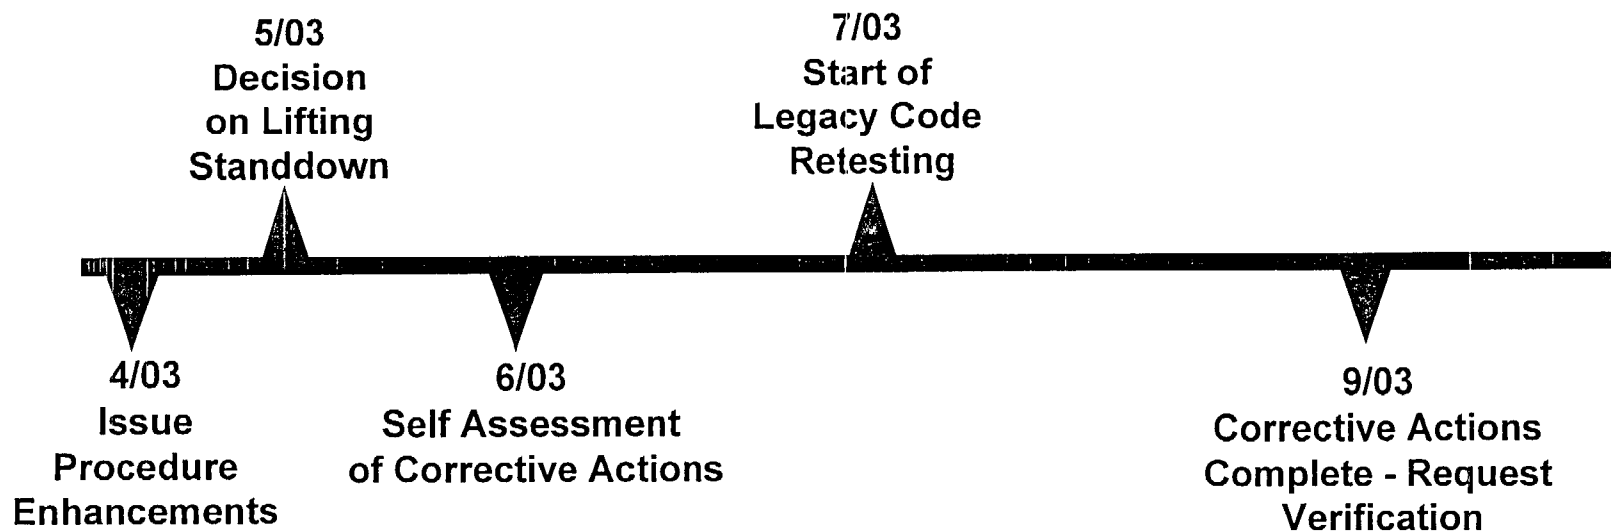 5/03
Decision
on Lifting
Standdown
7/03
Start of
Legacy Code
Retesting
4/03
Issue
Procedure
Enhancements
6/03
Self Assessment
of Corrective Actions
9/03
Corrective Actions
Complete - Request
Verification